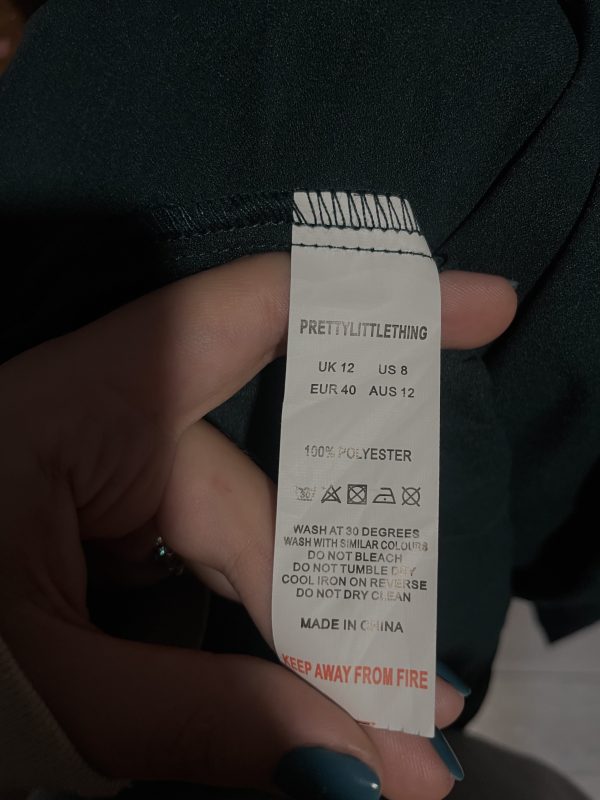 PRETTYLITTLETHING
UK 12 US 8
EUR 40 AUS 12
100% POLYESTER
30
WASH AT 30 DEGREES
WASH WITH SIMILAR COLOURS
DO NOT BLEACH
DO NOT TUMBLE DRY
COOL IRON ON REVERSE
DO NOT DRY CLEAN
MADE IN CHINA
KEEP AWAY FROM FIRE